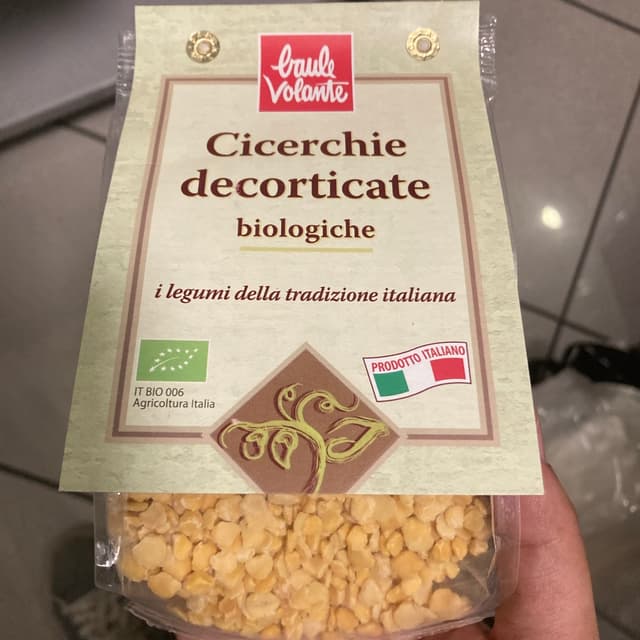 baule
volante
Cicerchie
decorticate
biologiche
i legumi della tradizione italiana
PRODOTTO ITALIANO
IT BIO 006
Agricoltura Italia